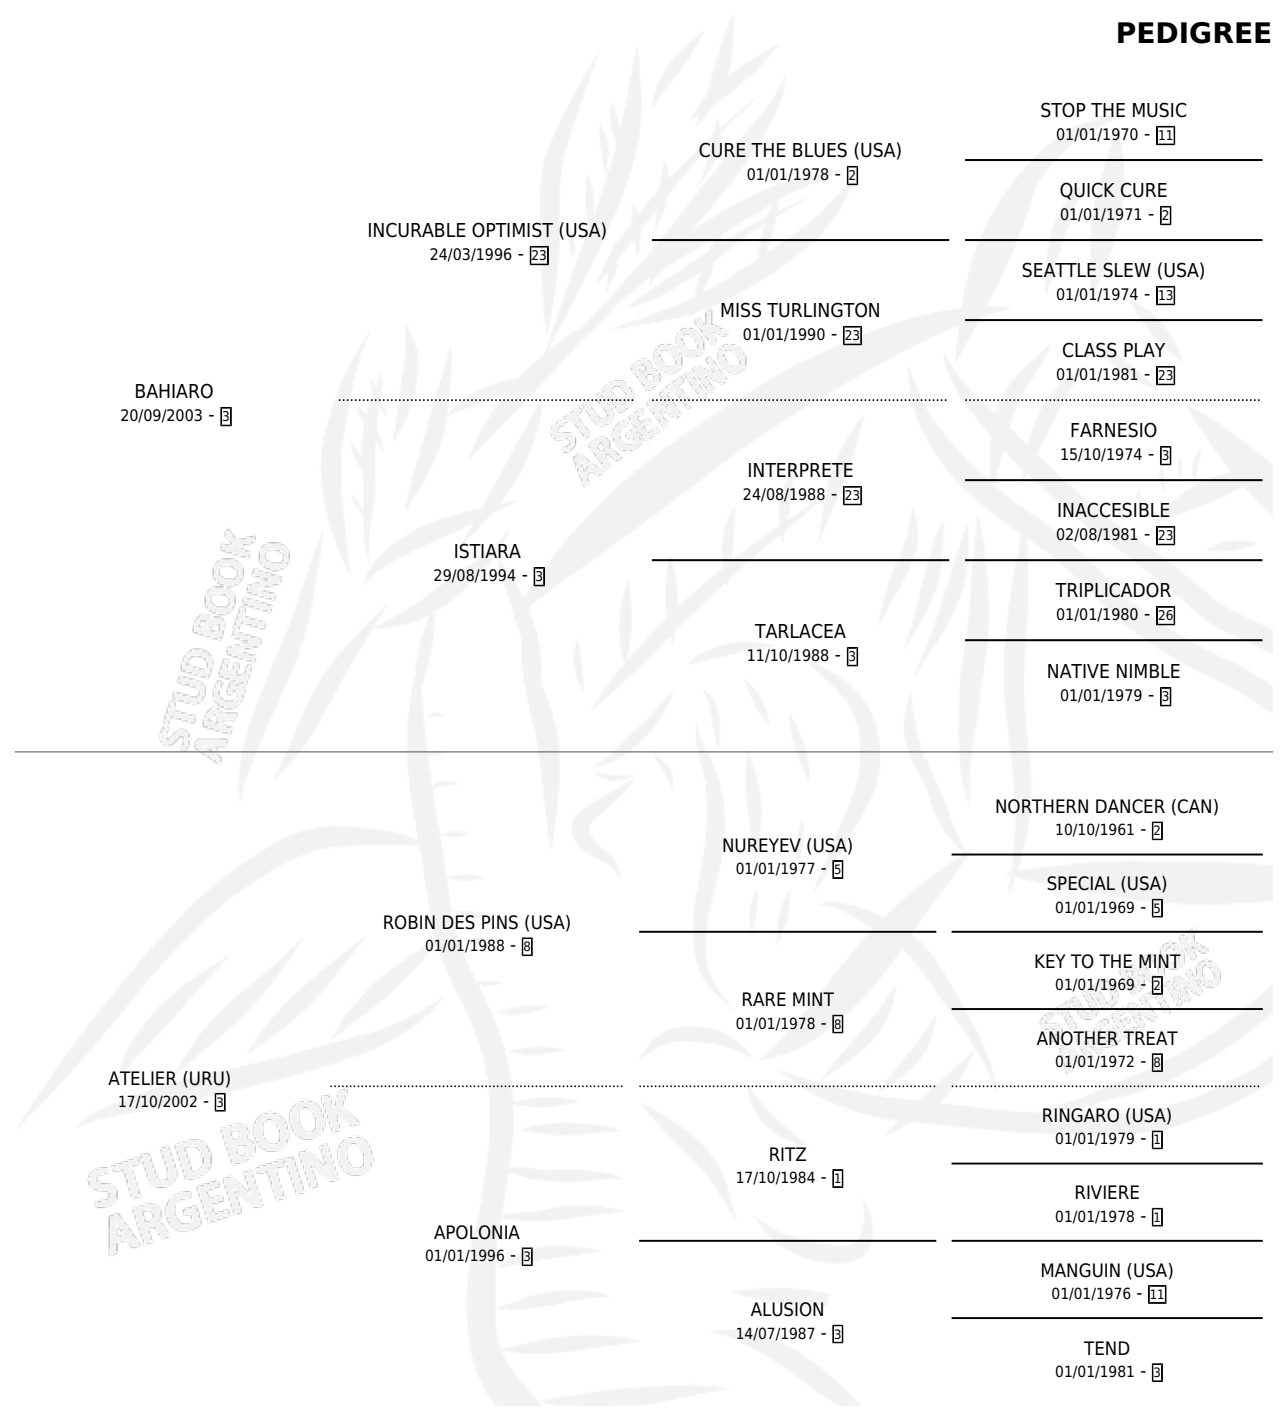 PEDIGREE
STOP THE MUSIC
01/01/1970 - 11
CURE THE BLUES (USA)
01/01/1978 - 2
QUICK CURE
01/01/1971 - 2
INCURABLE OPTIMIST (USA)
24/03/1996 - 23
SEATTLE SLEW (USA)
01/01/1974 - 13
MISS TURLINGTON
01/01/1990 - 23
CLASS PLAY
01/01/1981 - 23
BAHIARO
20/09/2003 - 3
STUD BOOK
ARGENTINO
FARNESIO
15/10/1974 - 3
INTERPRETE
24/08/1988 - 23
INACCESIBLE
02/08/1981 - 23
ISTIARA
29/08/1994 - 3
TRIPLICADOR
01/01/1980 - 26
TARLACEA
11/10/1988 - 3
NATIVE NIMBLE
01/01/1979 - 3
STUD BOOK
ARGENTINO
NORTHERN DANCER (CAN)
10/10/1961 - 2
NUREYEV (USA)
01/01/1977 - 5
SPECIAL (USA)
01/01/1969 - 5
ROBIN DES PINS (USA)
01/01/1988 - 8
KEY TO THE MINT
01/01/1969 - 2
RARE MINT
01/01/1978 - 8
STUD BOOK
ARGENTINO
ANOTHER TREAT
01/01/1972 - 8
ATELIER (URU)
17/10/2002 - 3
RINGARO (USA)
01/01/1979 - 1
RITZ
17/10/1984 - 1
RIVIERE
01/01/1978 - 1
STUD BOOK
ARGENTINO
APOLONIA
01/01/1996 - 3
MANGUIN (USA)
01/01/1976 - 11
ALUSION
14/07/1987 - 3
TEND
01/01/1981 - 3